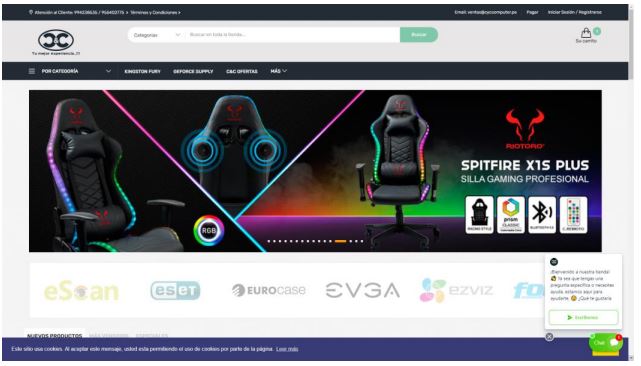 Atención al Cliente: 994238635 / 956402775 > Términos y Condiciones >
Email: ventas@cyccomputer.pe Pagar Iniciar Sesión / Registrarse
Tu mejor experiencia..!!!
Categorías Buscar en toda la tienda... Buscar
0
Su carrito
POR CATEGORÍA KINGSTON FURY GEFORCE SUPPLY C&C OFERTAS MÁS
RIOTORO
SPITFIRE X1S PLUS
SILLA GAMING PROFESIONAL
RGB
RACING STYLE prism CLASSIC BLUETOOTH 5.0 C. REMOTO
eScan eseT EUROCASE EVGA EZVIZ
¡Bienvenido a nuestra tienda!
Ya sea que tengas una
pregunta específica o necesites
ayuda, estamos aquí para
ayudarte. ¿Qué te gustaría
Escríbenos
NUEVOS PRODUCTOS MÁS VENDIDOS ESPECIALES
Chat 1
Este sitio usa cookies. Al aceptar este mensaje, usted esta permitiendo el uso de cookies por parte de la página. Leer más